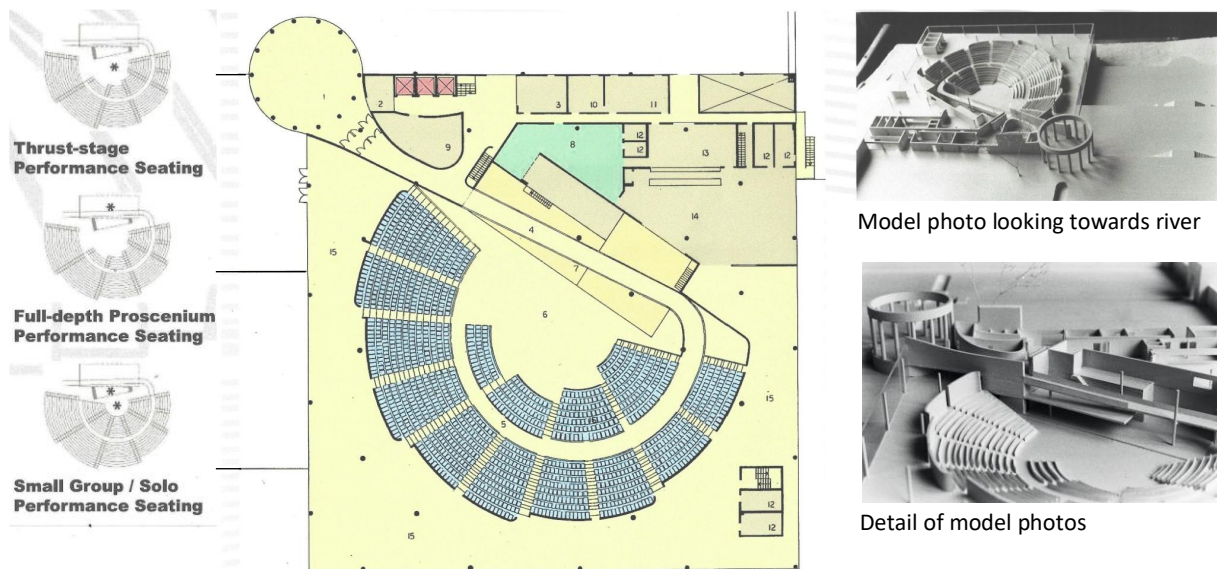 Thrust-stage
Performance Seating
Full-depth Proscenium
Performance Seating
Small Group / Solo
Performance Seating
1
2
3
10
11
9
8
12
12
13
12
12
14
4
15
7
6
5
15
12
12
15
Model photo looking towards river
Detail of model photos